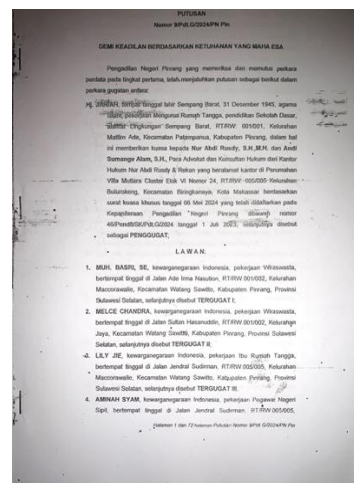 PUTUSAN
Nomor 9/Pdt.G/2024/PN Pin
DEMI KEADILAN BERDASARKAN KETUHANAN YANG MAHA ESA
Pengadilan Negeri Pinrang yang memeriksa dan memutus perkara
perdata pada tingkat pertama, telah menjatuhkan putusan sebagai berikut dalam
perkara gugatan antara:
Hj. JANNAH, tempat tanggal lahir Sempang Barat, 31 Desember 1945, agama
Islam, pekerjaan Mengurus Rumah Tangga, pendidikan Sekolah Dasar,
alamat Lingkungan Sempang Barat, RT/RW 001/001, Kelurahan
Mattiro Ade, Kecamatan Patampanua, Kabupaten Pinrang, dalam hal
ini memberikan kuasa kepada Nur Abdi Rusdy, S.H.,M.H. dan Andi
Somange Alam, S.H., Para Advokat dan Konsultan Hukum dari Kantor
Hukum Nur Abdi Rusdy & Rekan yang beralamat kantor di Perumahan
Villa Mutiara Cluster Elok VI Nomor 24, RT/RW 005/005 Kelurahan
Bulurokeng, Kecamatan Biringkanaya, Kota Makassar berdasarkan
surat kuasa khusus tanggal 06 Mei 2024 yang telah didaftarkan pada
Kepaniteraan Pengadilan Negeri Pinrang dibawah nomor
46/Pendf/SK/Pdt.G/2024 tanggal 1 Juli 2023, selanjutnya disebut
sebagai PENGGUGAT;
LAWAN:
1. MUH. BASRI, SE, kewarganegaraan Indonesia, pekerjaan Wiraswasta,
bertempat tinggal di Jalan Ade Irma Nasution, RT/RW 001/002, Kelurahan
Maccorawalie, Kecamatan Watang Sawitto, Kabupaten Pinrang, Provinsi
Sulawesi Selatan, selanjutnya disebut TERGUGAT I;
2. MELCE CHANDRA, kewarganegaraan Indonesia, pekerjaan Wiraswasta,
bertempat tinggal di Jalan Sultan Hasanuddin, RT/RW 001/002, Kelurahan
Jaya, Kecamatan Watang Sawitto, Kabupaten Pinrang, Provinsi Sulawesi
Selatan, selanjutnya disebut TERGUGAT II;
3. LILY JIE, kewarganegaraan Indonesia, pekerjaan Ibu Rumah Tangga,
bertempat tinggal di Jalan Jendral Sudirman, RT/RW 005/005, Kelurahan
Maccorawalie, Kecamatan Watang Sawitto, Kabupaten Pinrang, Provinsi
Sulawesi Selatan, selanjutnya disebut TERGUGAT III;
4. AMINAH SYAM, kewarganegaraan Indonesia, pekerjaan Pegawai Negeri
Sipil, bertempat tinggal di Jalan Jendral Sudirman, RT/RW 005/005,
Halaman 1 dari 72 halaman Putusan Nomor 9/Pdt.G/2024/PN Pin